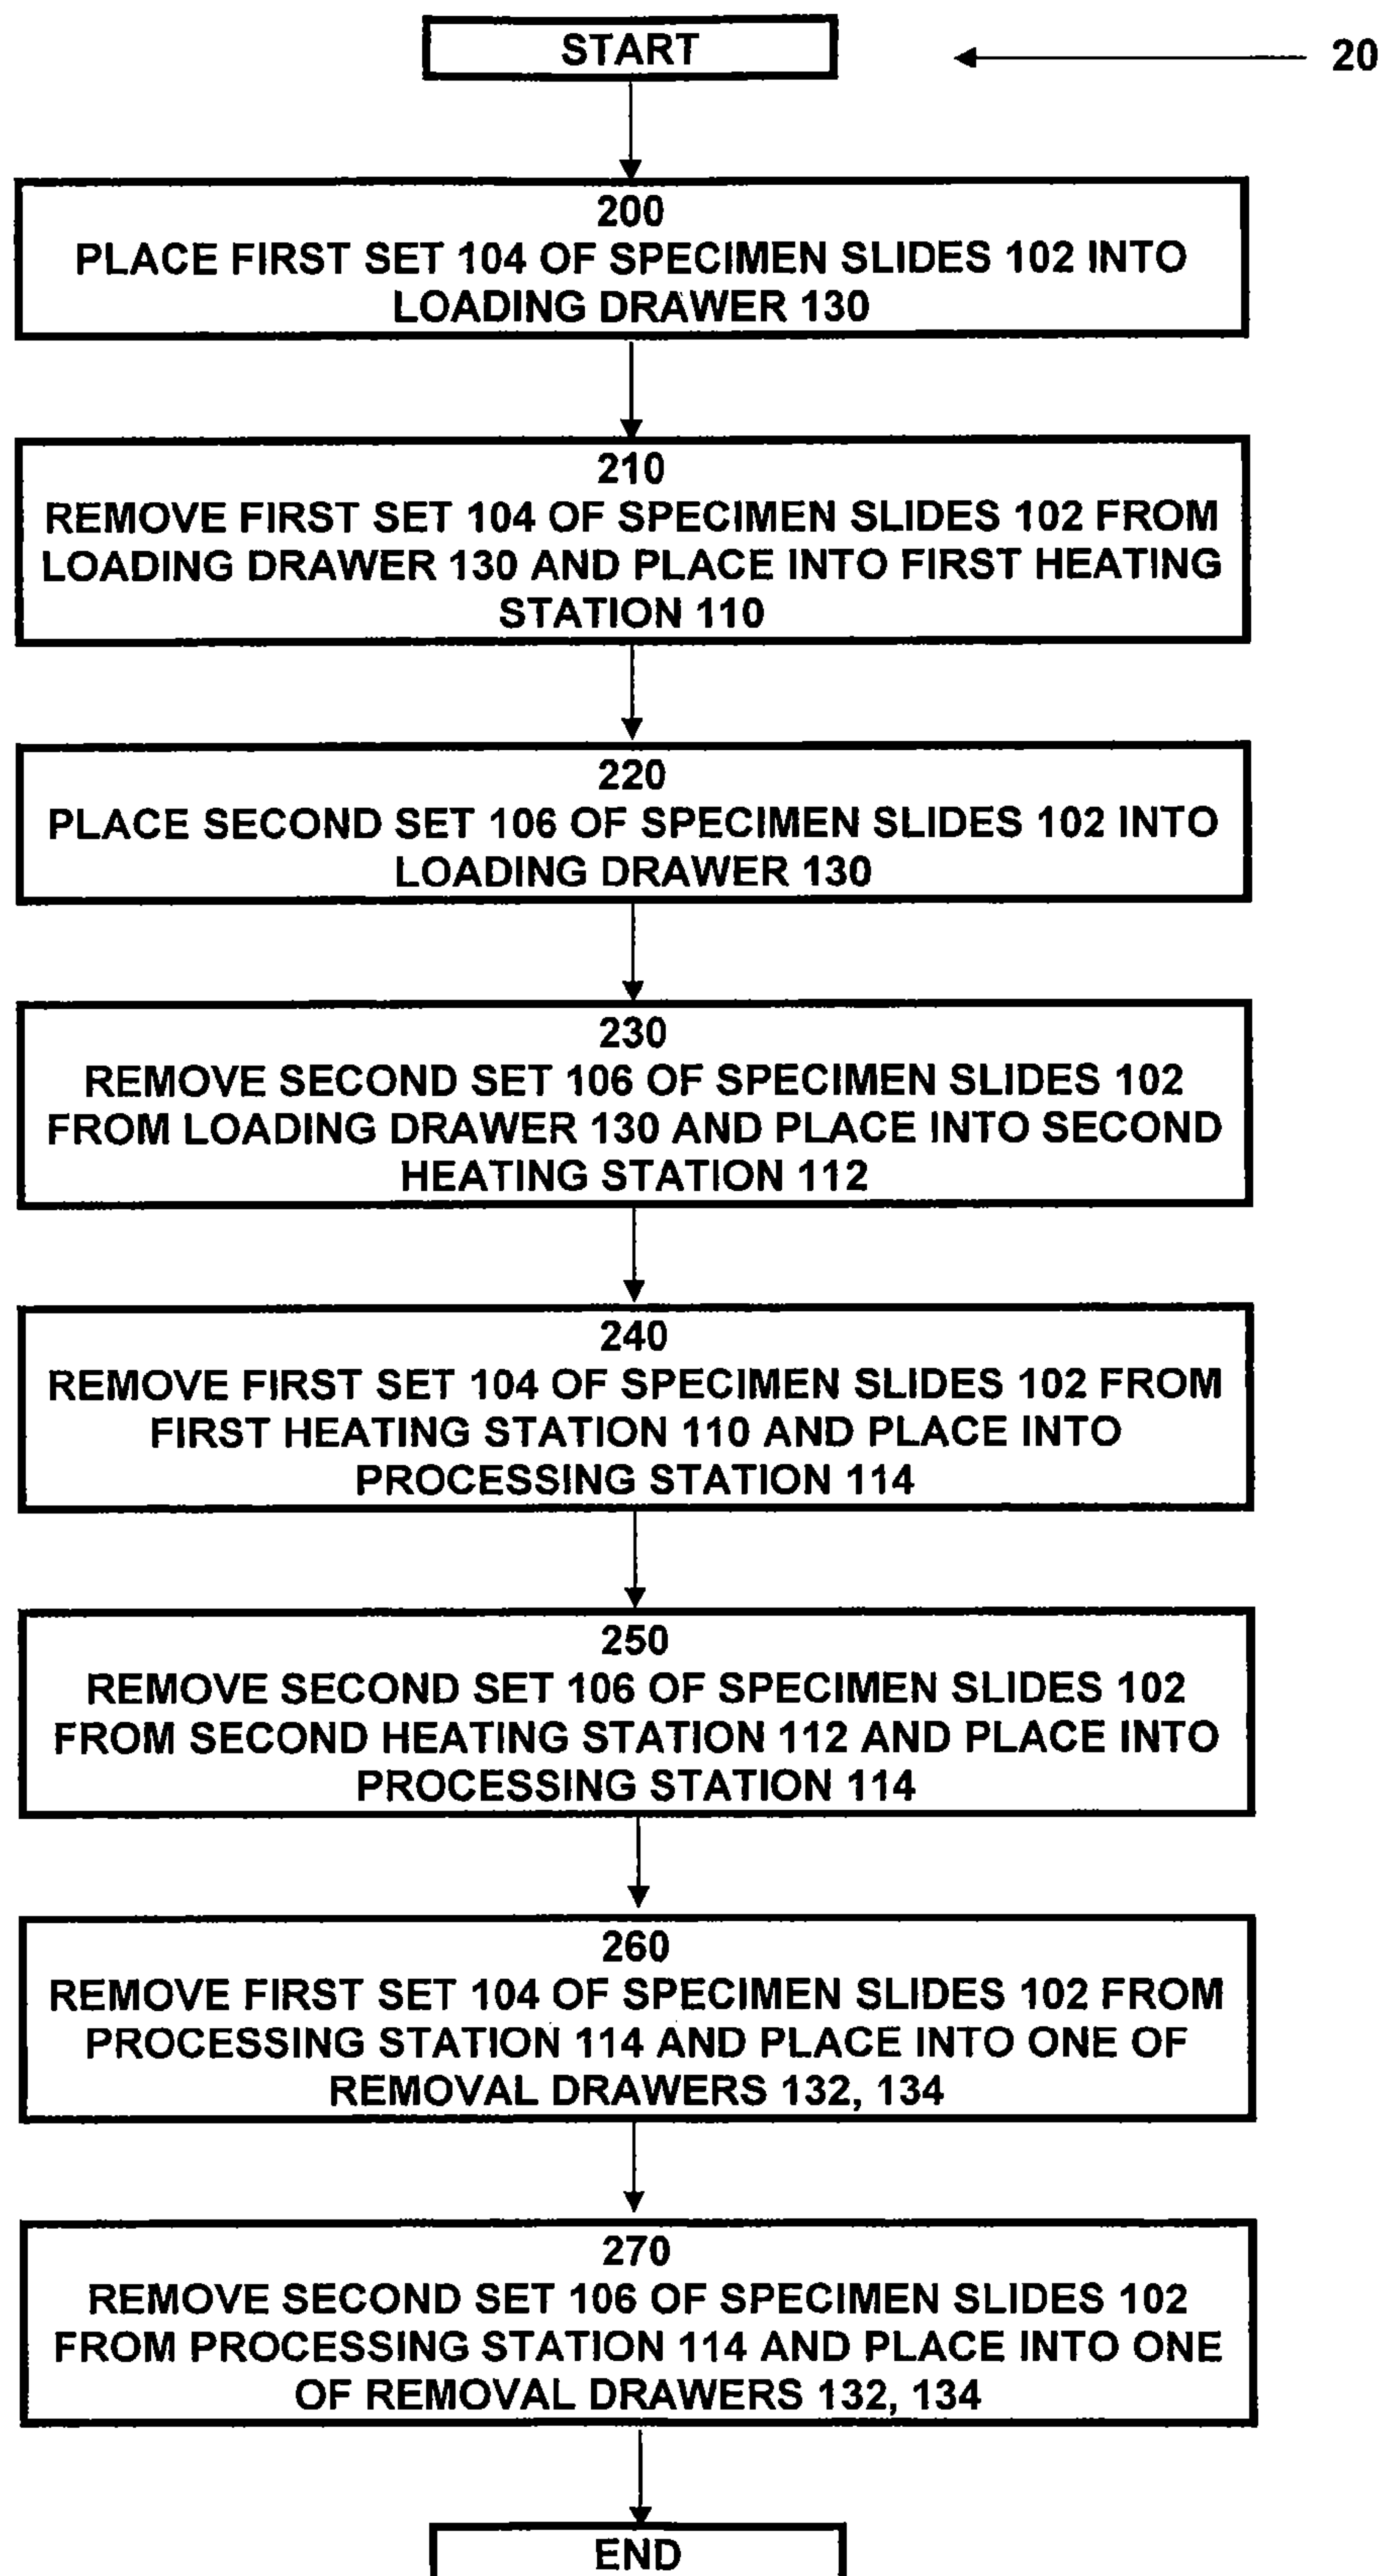 START
20
200
PLACE FIRST SET 104 OF SPECIMEN SLIDES 102 INTO
LOADING DRAWER 130
210
REMOVE FIRST SET 104 OF SPECIMEN SLIDES 102 FROM
LOADING DRAWER 130 AND PLACE INTO FIRST HEATING
STATION 110
220
PLACE SECOND SET 106 OF SPECIMEN SLIDES 102 INTO
LOADING DRAWER 130
230
REMOVE SECOND SET 106 OF SPECIMEN SLIDES 102
FROM LOADING DRAWER 130 AND PLACE INTO SECOND
HEATING STATION 112
240
REMOVE FIRST SET 104 OF SPECIMEN SLIDES 102 FROM
FIRST HEATING STATION 110 AND PLACE INTO
PROCESSING STATION 114
250
REMOVE SECOND SET 106 OF SPECIMEN SLIDES 102
FROM SECOND HEATING STATION 112 AND PLACE INTO
PROCESSING STATION 114
260
REMOVE FIRST SET 104 OF SPECIMEN SLIDES 102 FROM
PROCESSING STATION 114 AND PLACE INTO ONE OF
REMOVAL DRAWERS 132, 134
270
REMOVE SECOND SET 106 OF SPECIMEN SLIDES 102
FROM PROCESSING STATION 114 AND PLACE INTO ONE
OF REMOVAL DRAWERS 132, 134
END